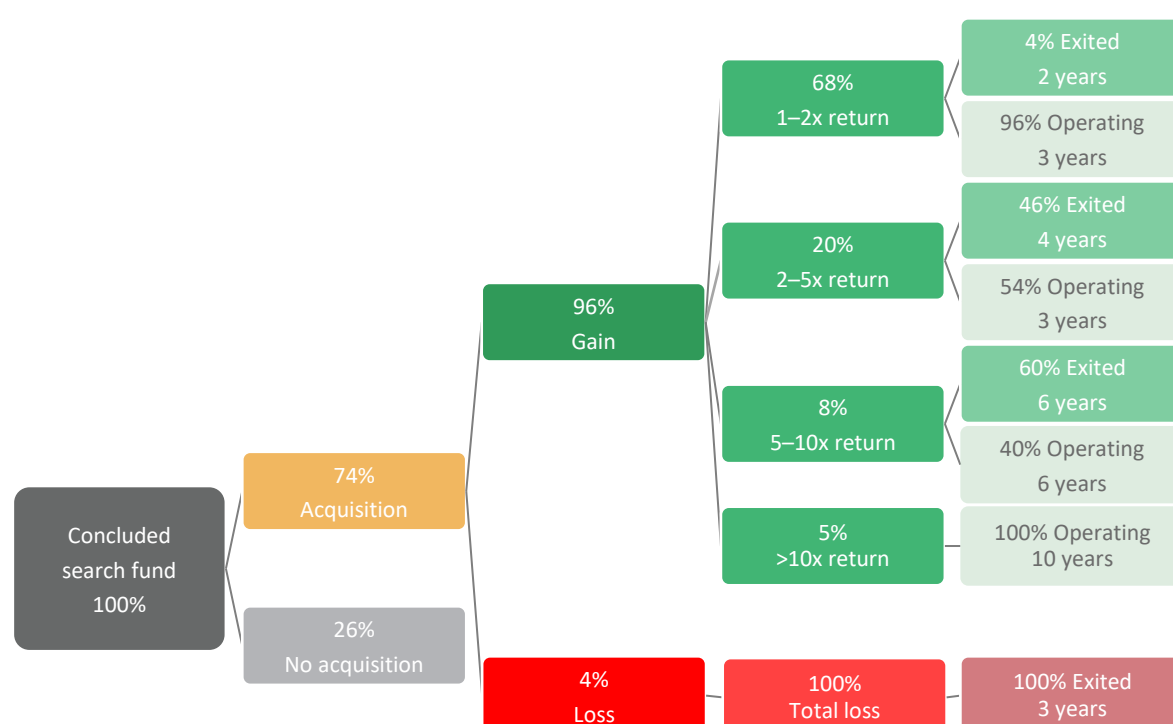 Concluded
search fund
100%
74%
Acquisition
26%
No acquisition
96%
Gain
4%
Loss
68%
1–2x return
20%
2–5x return
8%
5–10x return
5%
>10x return
100%
Total loss
4% Exited
2 years
96% Operating
3 years
46% Exited
4 years
54% Operating
3 years
60% Exited
6 years
40% Operating
6 years
100% Operating
10 years
100% Exited
3 years